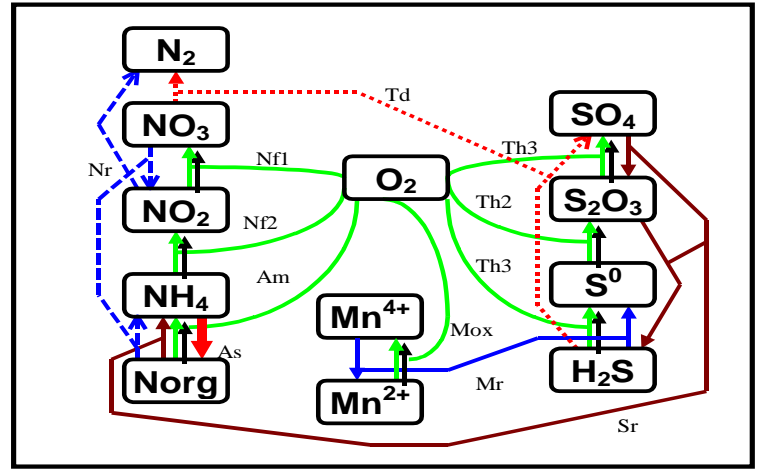 N₂
Td
NO₃
SO₄
Nr
Nf1
O₂
Th3
NO₂
Nf2
Th2
S₂O₃
Am
Th3
S⁰
NH₄
Mn⁴⁺
Mox
As
Norg
Mn²⁺
Mr
H₂S
Sr